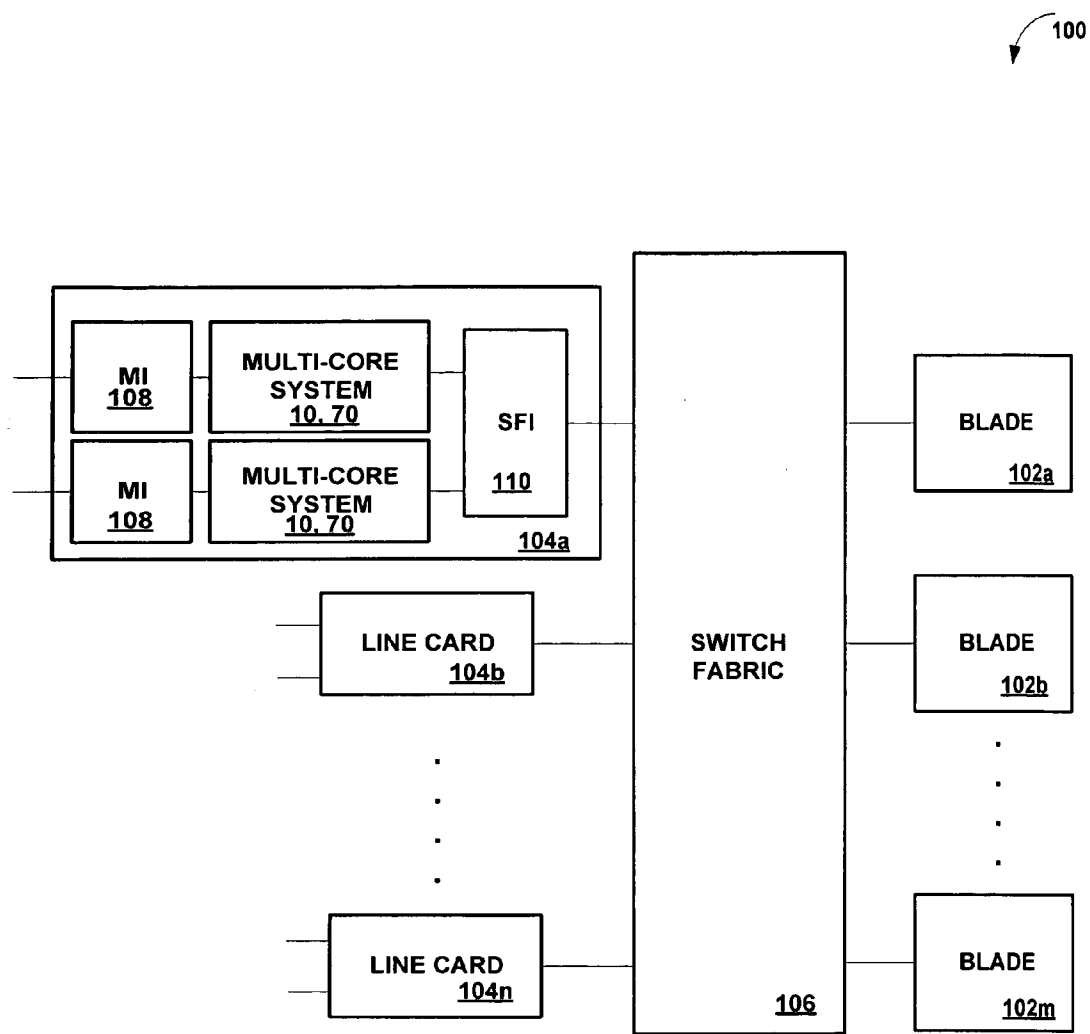 100
MI
108
MULTI-CORE
SYSTEM
10, 70
MI
108
MULTI-CORE
SYSTEM
10, 70
SFI
110
104a
LINE CARD
104b
LINE CARD
104n
SWITCH
FABRIC
106
BLADE
102a
BLADE
102b
BLADE
102m